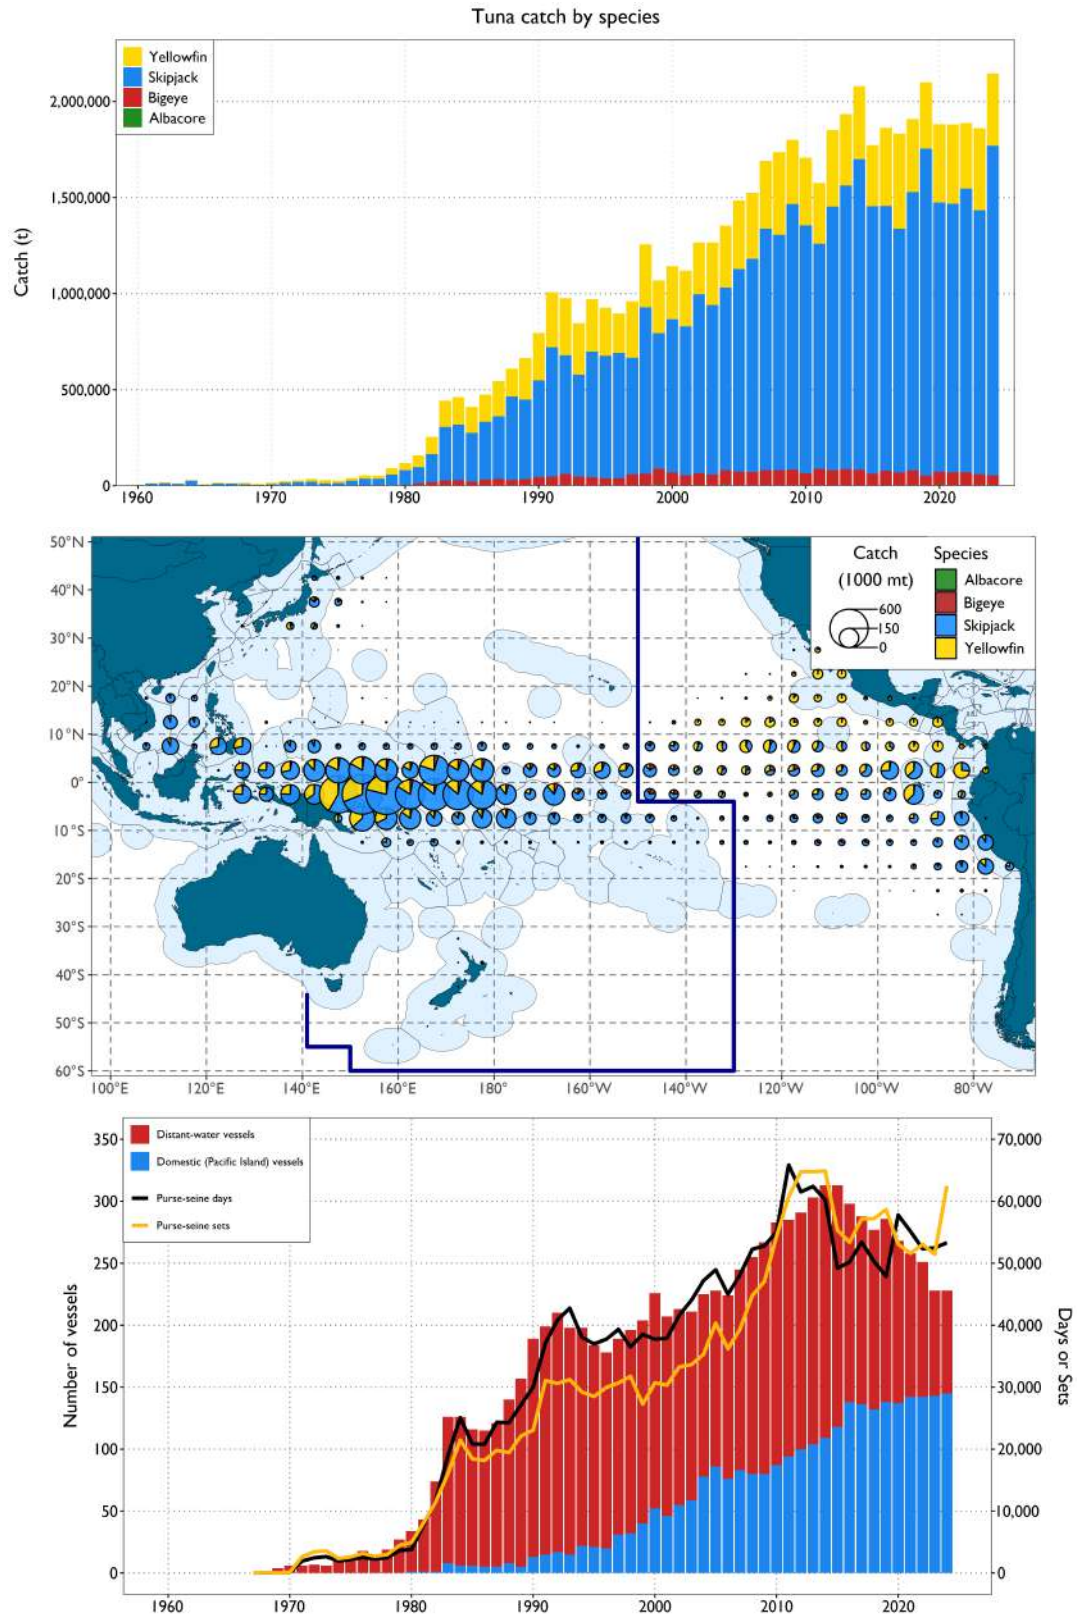 Tuna catch by species
Yellowfin
Skipjack
Bigeye
Albacore
Catch (t)
2,000,000
1,500,000
1,000,000
500,000
0
1960 1970 1980 1990 2000 2010 2020
Catch
(1000 mt)
600
150
0
Species
Albacore
Bigeye
Skipjack
Yellowfin
50°N
40°N
30°N
20°N
10°N
0°
10°S
20°S
30°S
40°S
50°S
60°S
100°E 120°E 140°E 160°E 180° 160°W 140°W 120°W 100°W 80°W
Distant-water vessels
Domestic (Pacific Island) vessels
Purse-seine days
Purse-seine sets
Number of vessels
350
300
250
200
150
100
50
0
70,000
60,000
50,000
40,000
30,000
20,000
10,000
0
Days or Sets
1960 1970 1980 1990 2000 2010 2020